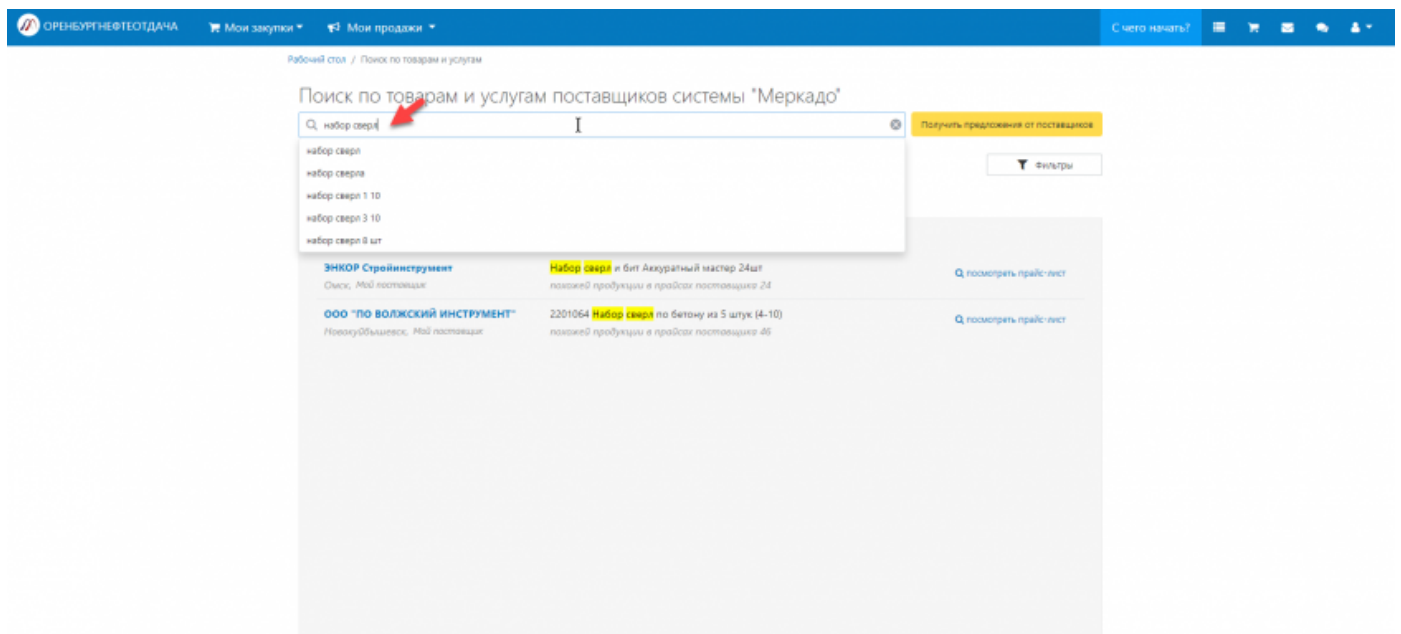 ОРЕНБУРГНЕФТЕОТДАЧА Мои закупки Мои продажи С чего начать?
Рабочий стол / Поиск по товарам и услугам
Поиск по товарам и услугам поставщиков системы "Меркадо"
набор сверл Получить предложения от поставщиков
набор сверл
Фильтры
набор сверла
набор сверл 1 10
набор сверл 3 10
набор сверл 8 шт
ЭНКОР Стройинструмент Набор сверл и бит Аккуратный мастер 24шт посмотреть прайс-лист
Омск, Мой поставщик похожей продукции в прайсах поставщика 24
ООО "ПО ВОЛЖСКИЙ ИНСТРУМЕНТ" 2201064 Набор сверл по бетону из 5 штук (4-10) посмотреть прайс-лист
Новокуйбышевск, Мой поставщик похожей продукции в прайсах поставщика 46